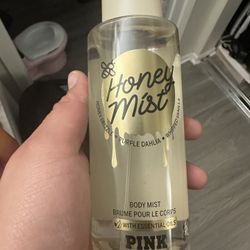 Honey
Mist
PURPLE DAHLIA
BODY MIST
BRUME POUR LE CORPS
WITH ESSENTIAL OILS
PINK